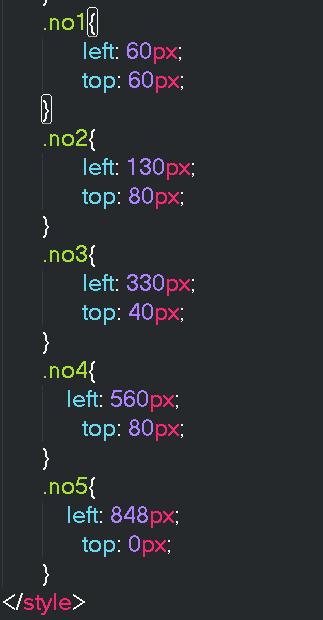 }
.no1{
left: 60px;
top: 60px;
}
.no2{
left: 130px;
top: 80px;
}
.no3{
left: 330px;
top: 40px;
}
.no4{
left: 560px;
top: 80px;
}
.no5{
left: 848px;
top: 0px;
}
</style>